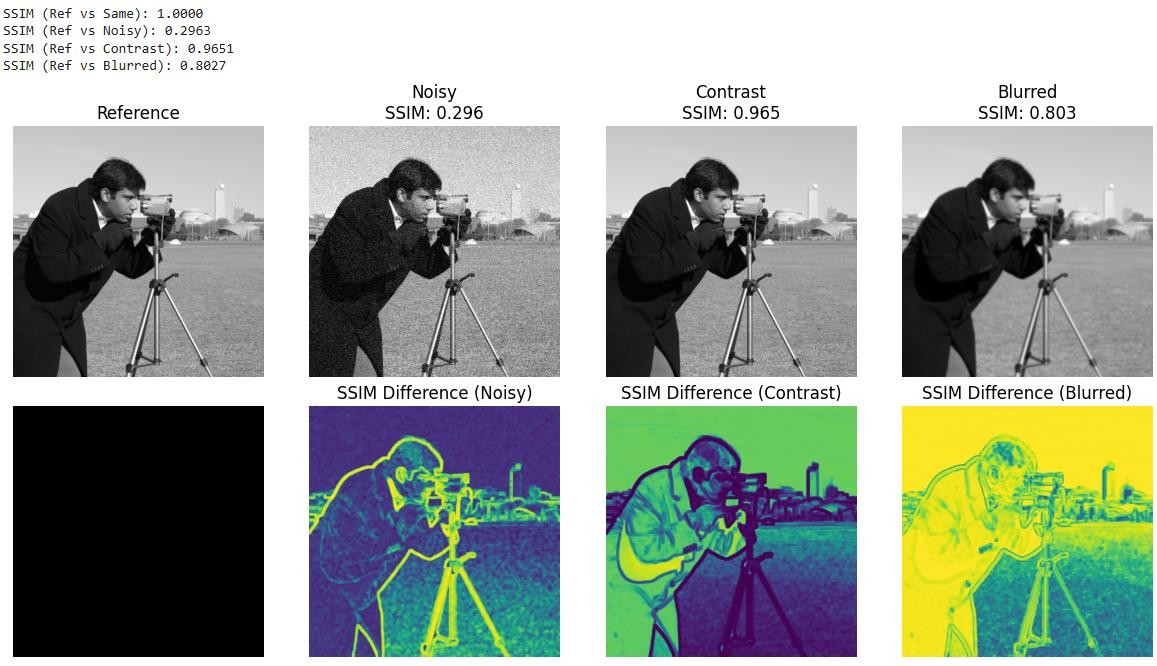 SSIM (Ref vs Same): 1.0000
SSIM (Ref vs Noisy): 0.2963
SSIM (Ref vs Contrast): 0.9651
SSIM (Ref vs Blurred): 0.8027
Reference
Noisy
SSIM: 0.296
Contrast
SSIM: 0.965
Blurred
SSIM: 0.803
SSIM Difference (Noisy)
SSIM Difference (Contrast)
SSIM Difference (Blurred)